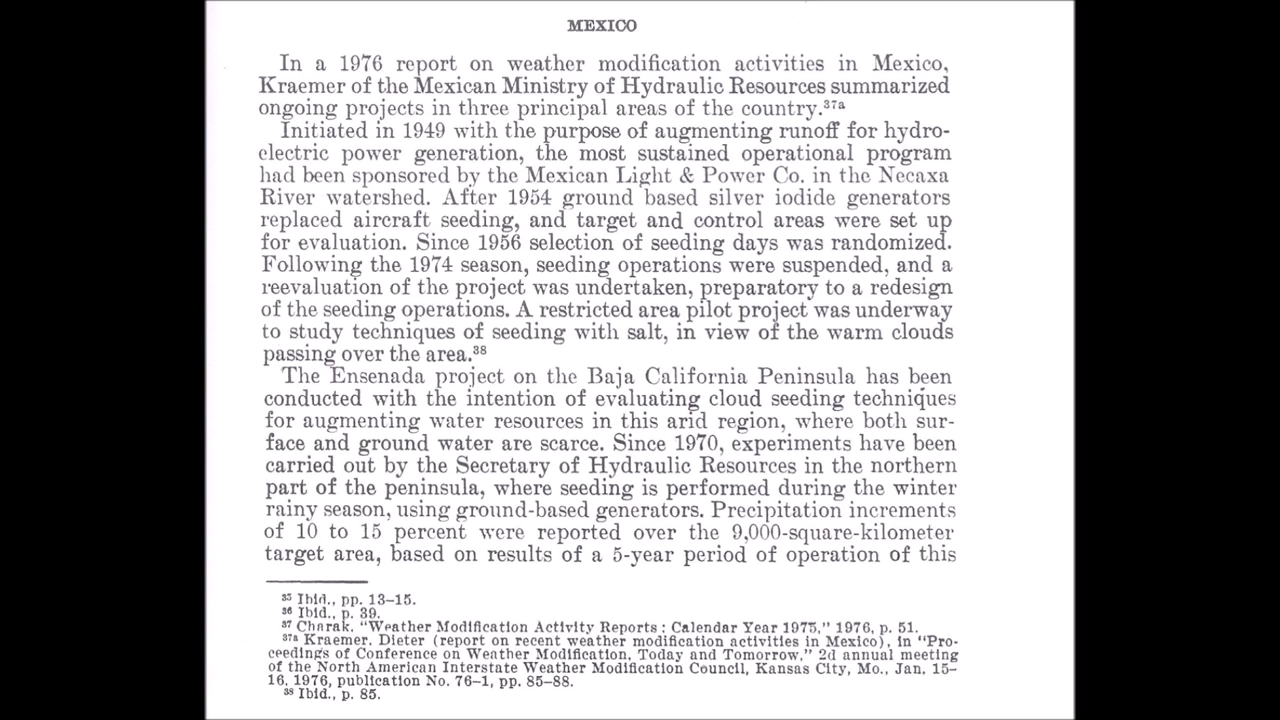 MEXICO
In a 1976 report on weather modification activities in Mexico,
Kraemer of the Mexican Ministry of Hydraulic Resources summarized
ongoing projects in three principal areas of the country.³⁷ᵃ
Initiated in 1949 with the purpose of augmenting runoff for hydro-
electric power generation, the most sustained operational program
had been sponsored by the Mexican Light & Power Co. in the Necaxa
River watershed. After 1954 ground based silver iodide generators
replaced aircraft seeding, and target and control areas were set up
for evaluation. Since 1956 selection of seeding days was randomized.
Following the 1974 season, seeding operations were suspended, and a
reevaluation of the project was undertaken, preparatory to a redesign
of the seeding operations. A restricted area pilot project was underway
to study techniques of seeding with salt, in view of the warm clouds
passing over the area.³⁸
The Ensenada project on the Baja California Peninsula has been
conducted with the intention of evaluating cloud seeding techniques
for augmenting water resources in this arid region, where both sur-
face and ground water are scarce. Since 1970, experiments have been
carried out by the Secretary of Hydraulic Resources in the northern
part of the peninsula, where seeding is performed during the winter
rainy season, using ground-based generators. Precipitation increments
of 10 to 15 percent were reported over the 9,000-square-kilometer
target area, based on results of a 5-year period of operation of this
³⁵ Ibid., pp. 13–15.
³⁶ Ibid., p. 39.
³⁷ Charak, "Weather Modification Activity Reports: Calendar Year 1975," 1976, p. 51.
³⁷ᵃ Kraemer, Dieter (report on recent weather modification activities in Mexico), in "Pro-
ceedings of Conference on Weather Modification, Today and Tomorrow," 2d annual meeting
of the North American Interstate Weather Modification Council, Kansas City, Mo., Jan. 15–
16, 1976, publication No. 76–1, pp. 85–88.
³⁸ Ibid., p. 85.